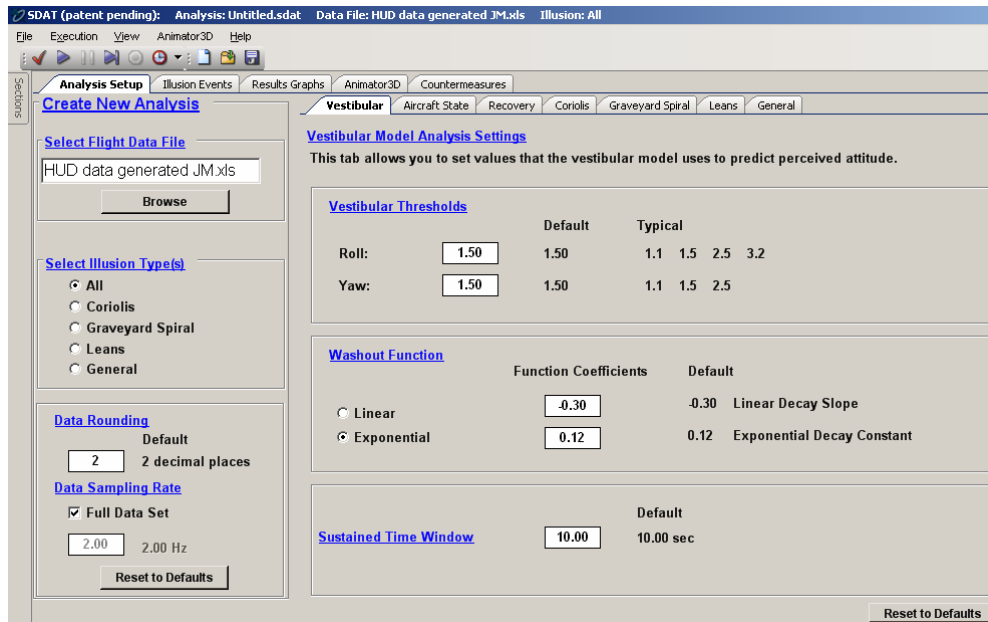 SDAT (patent pending): Analysis: Untitled.sdat Data File: HUD data generated JM.xls Illusion: All
File Execution View Animator3D Help
Sections
Analysis Setup Illusion Events Results Graphs Animator3D Countermeasures
Create New Analysis
Select Flight Data File
HUD data generated JM.xls
Browse
Select Illusion Type(s)
All
Coriolis
Graveyard Spiral
Leans
General
Data Rounding
Default
2 2 decimal places
Data Sampling Rate
Full Data Set
2.00 2.00 Hz
Reset to Defaults
Vestibular Aircraft State Recovery Coriolis Graveyard Spiral Leans General
Vestibular Model Analysis Settings
This tab allows you to set values that the vestibular model uses to predict perceived attitude.
Vestibular Thresholds
Default Typical
Roll: 1.50 1.50 1.1 1.5 2.5 3.2
Yaw: 1.50 1.50 1.1 1.5 2.5
Washout Function
Function Coefficients Default
Linear -0.30 -0.30 Linear Decay Slope
Exponential 0.12 0.12 Exponential Decay Constant
Default
Sustained Time Window 10.00 10.00 sec
Reset to Defaults